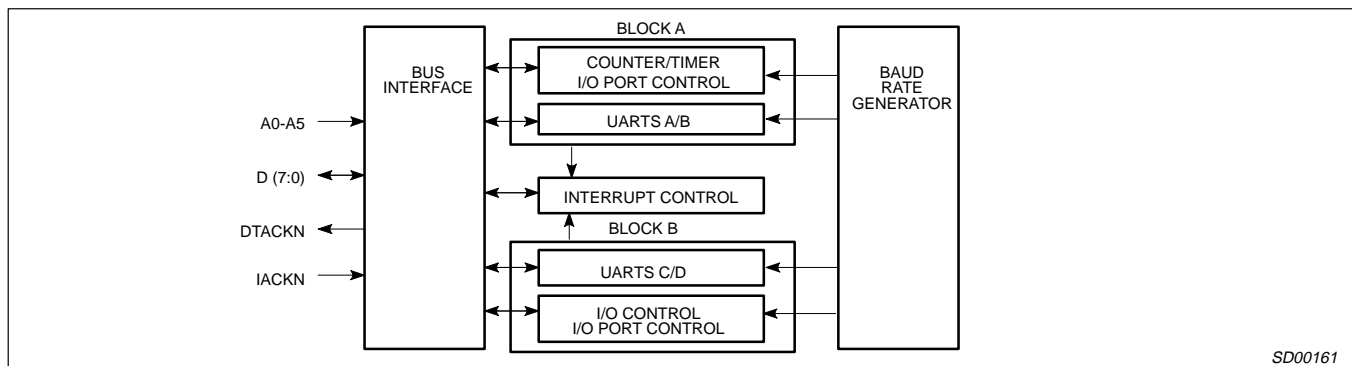 BLOCK A
BUS
INTERFACE
COUNTER/TIMER
I/O PORT CONTROL
BAUD
RATE
GENERATOR
A0-A5
UARTS A/B
D (7:0)
INTERRUPT CONTROL
DTACKN
BLOCK B
IACKN
UARTS C/D
I/O CONTROL
I/O PORT CONTROL
SD00161